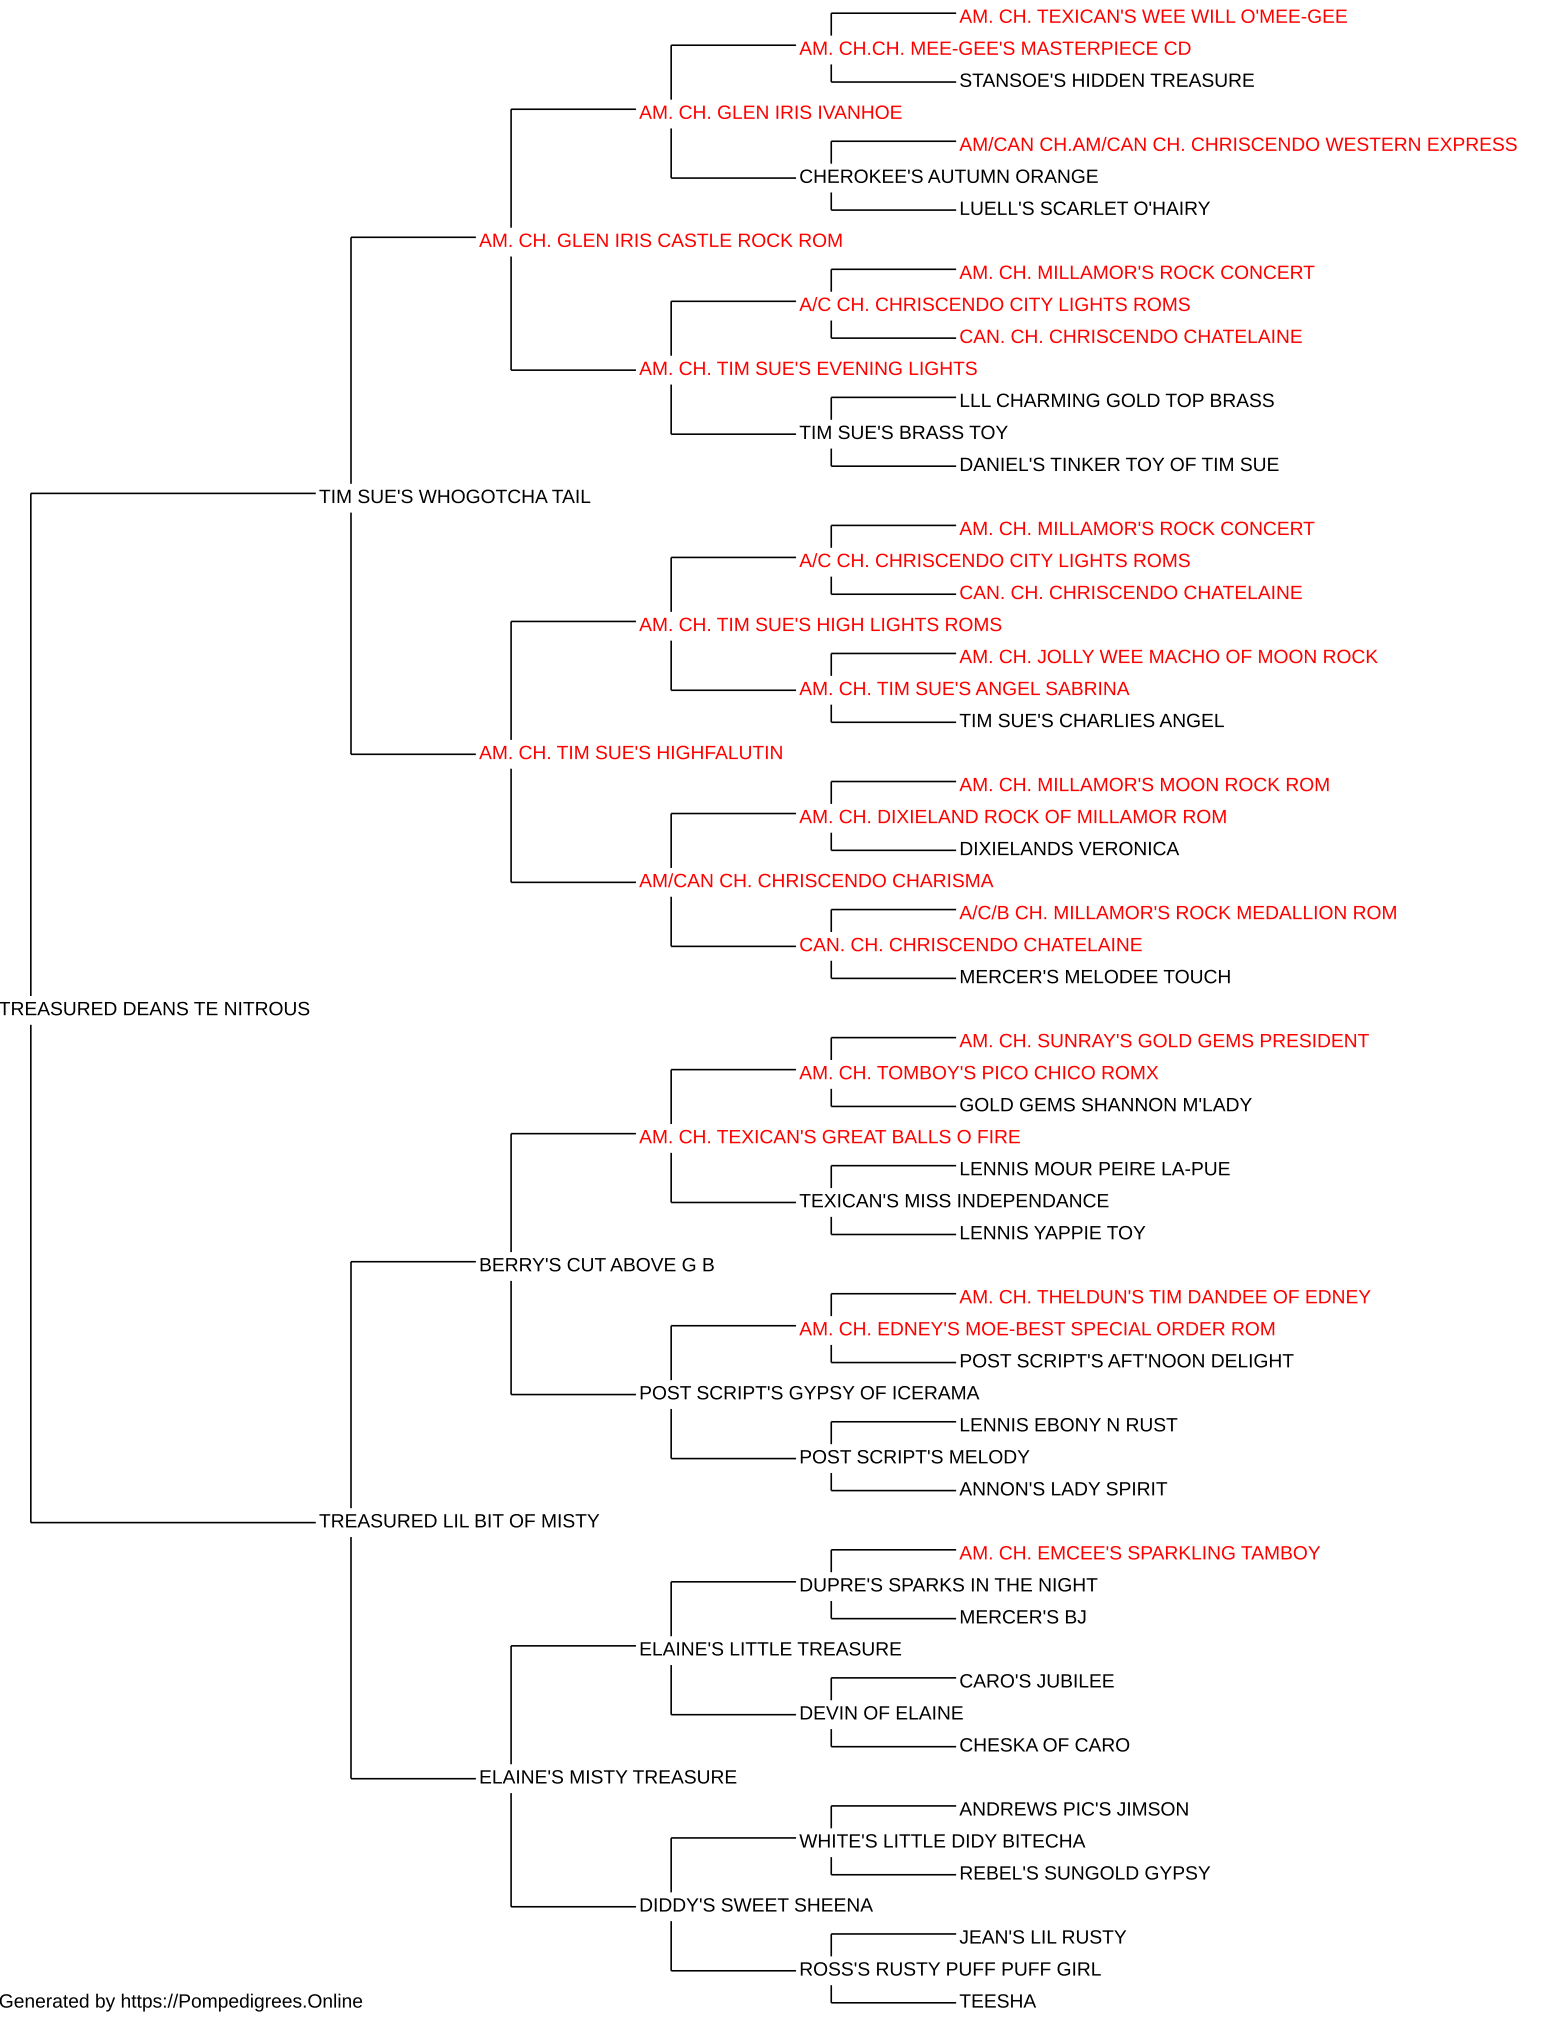 AM. CH. TEXICAN'S WEE WILL O'MEE-GEE
AM. CH.CH. MEE-GEE'S MASTERPIECE CD
STANSOE'S HIDDEN TREASURE
AM. CH. GLEN IRIS IVANHOE
AM/CAN CH.AM/CAN CH. CHRISCENDO WESTERN EXPRESS
CHEROKEE'S AUTUMN ORANGE
LUELL'S SCARLET O'HAIRY
AM. CH. GLEN IRIS CASTLE ROCK ROM
AM. CH. MILLAMOR'S ROCK CONCERT
A/C CH. CHRISCENDO CITY LIGHTS ROMS
CAN. CH. CHRISCENDO CHATELAINE
AM. CH. TIM SUE'S EVENING LIGHTS
LLL CHARMING GOLD TOP BRASS
TIM SUE'S BRASS TOY
DANIEL'S TINKER TOY OF TIM SUE
TIM SUE'S WHOGOTCHA TAIL
AM. CH. MILLAMOR'S ROCK CONCERT
A/C CH. CHRISCENDO CITY LIGHTS ROMS
CAN. CH. CHRISCENDO CHATELAINE
AM. CH. TIM SUE'S HIGH LIGHTS ROMS
AM. CH. JOLLY WEE MACHO OF MOON ROCK
AM. CH. TIM SUE'S ANGEL SABRINA
TIM SUE'S CHARLIES ANGEL
AM. CH. TIM SUE'S HIGHFALUTIN
AM. CH. MILLAMOR'S MOON ROCK ROM
AM. CH. DIXIELAND ROCK OF MILLAMOR ROM
DIXIELANDS VERONICA
AM/CAN CH. CHRISCENDO CHARISMA
A/C/B CH. MILLAMOR'S ROCK MEDALLION ROM
CAN. CH. CHRISCENDO CHATELAINE
MERCER'S MELODEE TOUCH
TREASURED DEANS TE NITROUS
AM. CH. SUNRAY'S GOLD GEMS PRESIDENT
AM. CH. TOMBOY'S PICO CHICO ROMX
GOLD GEMS SHANNON M'LADY
AM. CH. TEXICAN'S GREAT BALLS O FIRE
LENNIS MOUR PEIRE LA-PUE
TEXICAN'S MISS INDEPENDANCE
LENNIS YAPPIE TOY
BERRY'S CUT ABOVE G B
AM. CH. THELDUN'S TIM DANDEE OF EDNEY
AM. CH. EDNEY'S MOE-BEST SPECIAL ORDER ROM
POST SCRIPT'S AFT'NOON DELIGHT
POST SCRIPT'S GYPSY OF ICERAMA
LENNIS EBONY N RUST
POST SCRIPT'S MELODY
ANNON'S LADY SPIRIT
TREASURED LIL BIT OF MISTY
AM. CH. EMCEE'S SPARKLING TAMBOY
DUPRE'S SPARKS IN THE NIGHT
MERCER'S BJ
ELAINE'S LITTLE TREASURE
CARO'S JUBILEE
DEVIN OF ELAINE
CHESKA OF CARO
ELAINE'S MISTY TREASURE
ANDREWS PIC'S JIMSON
WHITE'S LITTLE DIDY BITECHA
REBEL'S SUNGOLD GYPSY
DIDDY'S SWEET SHEENA
JEAN'S LIL RUSTY
ROSS'S RUSTY PUFF PUFF GIRL
TEESHA
Generated by https://Pompedigrees.Online